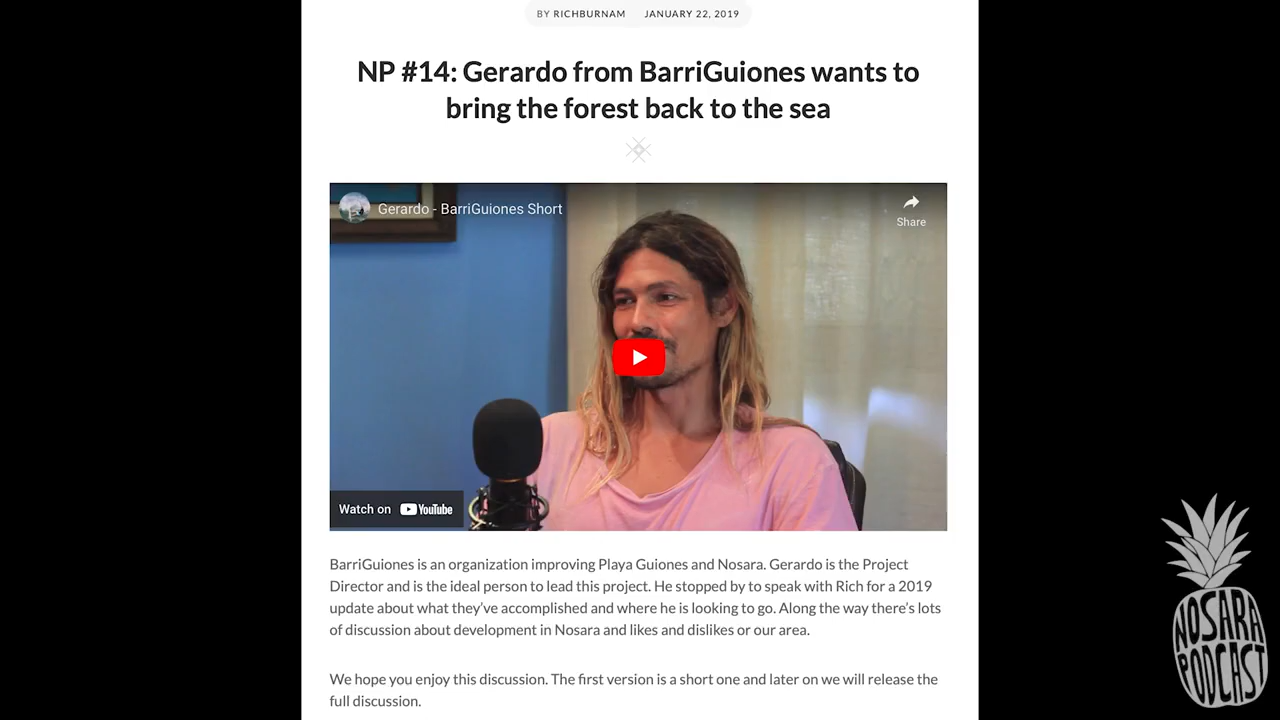 BY RICHBURNAM JANUARY 22, 2019
NP #14: Gerardo from BarriGuiones wants to
bring the forest back to the sea
Gerardo - BarriGuiones Short
Share
Watch on YouTube
BarriGuiones is an organization improving Playa Guiones and Nosara. Gerardo is the Project
Director and is the ideal person to lead this project. He stopped by to speak with Rich for a 2019
update about what they’ve accomplished and where he is looking to go. Along the way there’s lots
of discussion about development in Nosara and likes and dislikes or our area.
We hope you enjoy this discussion. The first version is a short one and later on we will release the
full discussion.
NOSARA
PODCAST